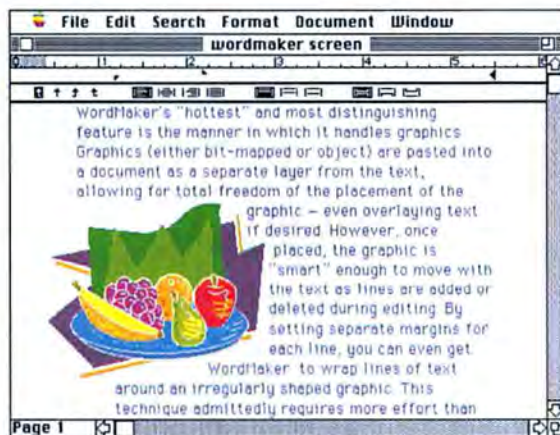 File Edit Search Format Document Window
wordmaker screen
WordMaker's "hottest" and most distinguishing
feature is the manner in which it handles graphics
Graphics (either bit-mapped or object) are pasted into
a document as a separate layer from the text,
allowing for total freedom of the placement of the
graphic – even overlaying text
if desired. However, once
placed, the graphic is
"smart" enough to move with
the text as lines are added or
deleted during editing. By
setting separate margins for
each line, you can even get
WordMaker to wrap lines of text
around an irregularly shaped graphic. This
technique admittedly requires more effort than
Page 1